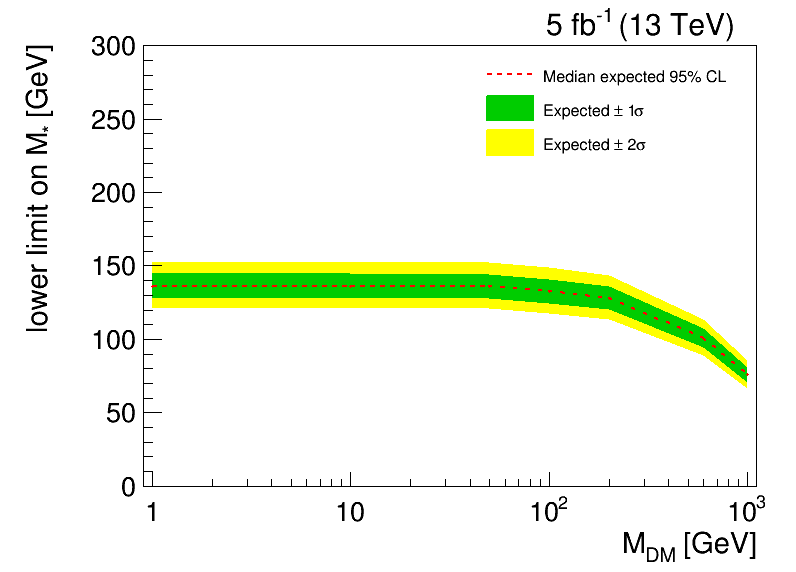 5 fb⁻¹ (13 TeV)
lower limit on M* [GeV]
300
250
200
150
100
50
0
Median expected 95% CL
Expected ± 1σ
Expected ± 2σ
1
10
10²
10³
M_DM [GeV]